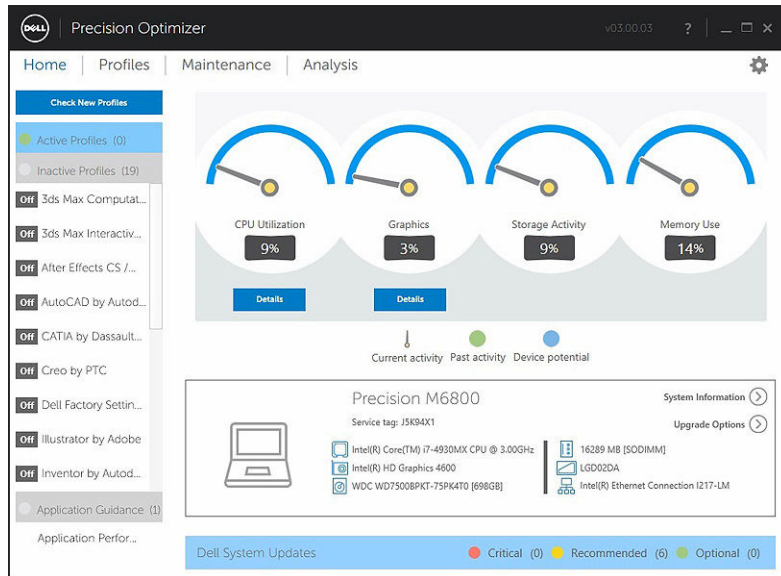 DELL Precision Optimizer v03.00.03 ?
Home Profiles Maintenance Analysis
Check New Profiles
Active Profiles (0)
Inactive Profiles (19)
Off 3ds Max Computat...
Off 3ds Max Interactiv...
Off After Effects CS /...
Off AutoCAD by Autod...
Off CATIA by Dassault...
Off Creo by PTC
Off Dell Factory Settin...
Off Illustrator by Adobe
Off Inventor by Autod...
Application Guidance (1)
Application Perfor...
CPU Utilization Graphics Storage Activity Memory Use
9% 3% 9% 14%
Details Details
Current activity Past activity Device potential
Precision M6800 System Information
Service tag: J5K94X1 Upgrade Options
Intel(R) Core(TM) i7-4930MX CPU @ 3.00GHz 16289 MB [SODIMM]
Intel(R) HD Graphics 4600 LGD02DA
WDC WD7500BPKT-75PK4T0 [698GB] Intel(R) Ethernet Connection I217-LM
Dell System Updates Critical (0) Recommended (6) Optional (0)